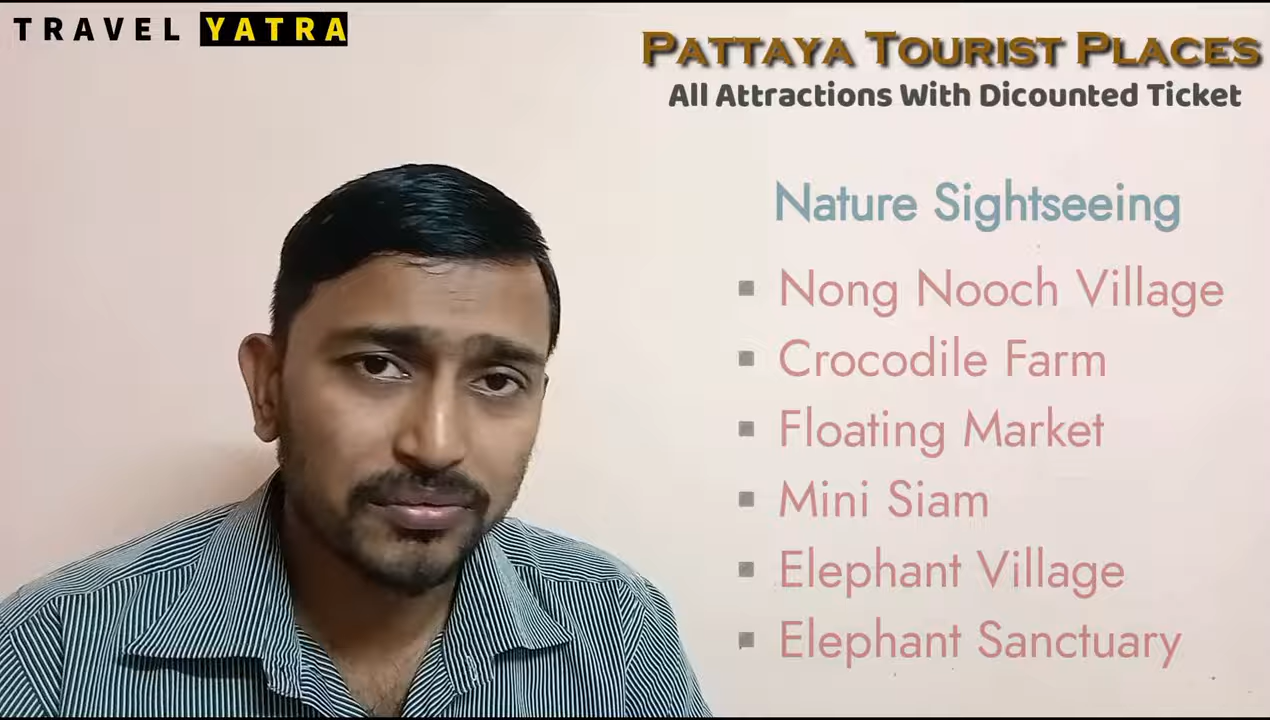 TRAVEL YATRA
PATTAYA TOURIST PLACES
All Attractions With Dicounted Ticket
Nature Sightseeing
▪ Nong Nooch Village
▪ Crocodile Farm
▪ Floating Market
▪ Mini Siam
▪ Elephant Village
▪ Elephant Sanctuary